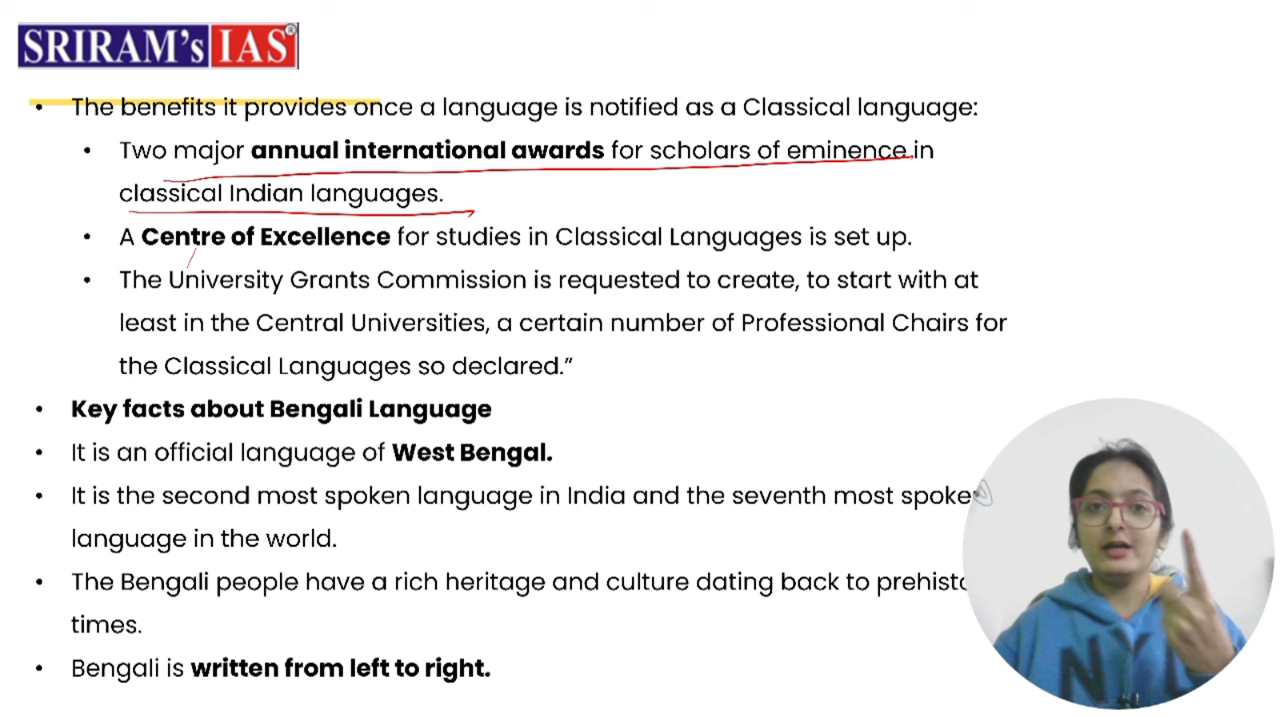 SRIRAM's IAS®
• The benefits it provides once a language is notified as a Classical language:
• Two major annual international awards for scholars of eminence in
classical Indian languages.
• A Centre of Excellence for studies in Classical Languages is set up.
• The University Grants Commission is requested to create, to start with at
least in the Central Universities, a certain number of Professional Chairs for
the Classical Languages so declared.”
• Key facts about Bengali Language
• It is an official language of West Bengal.
• It is the second most spoken language in India and the seventh most spoken
language in the world.
• The Bengali people have a rich heritage and culture dating back to
times.
• Bengali is written from left to right.